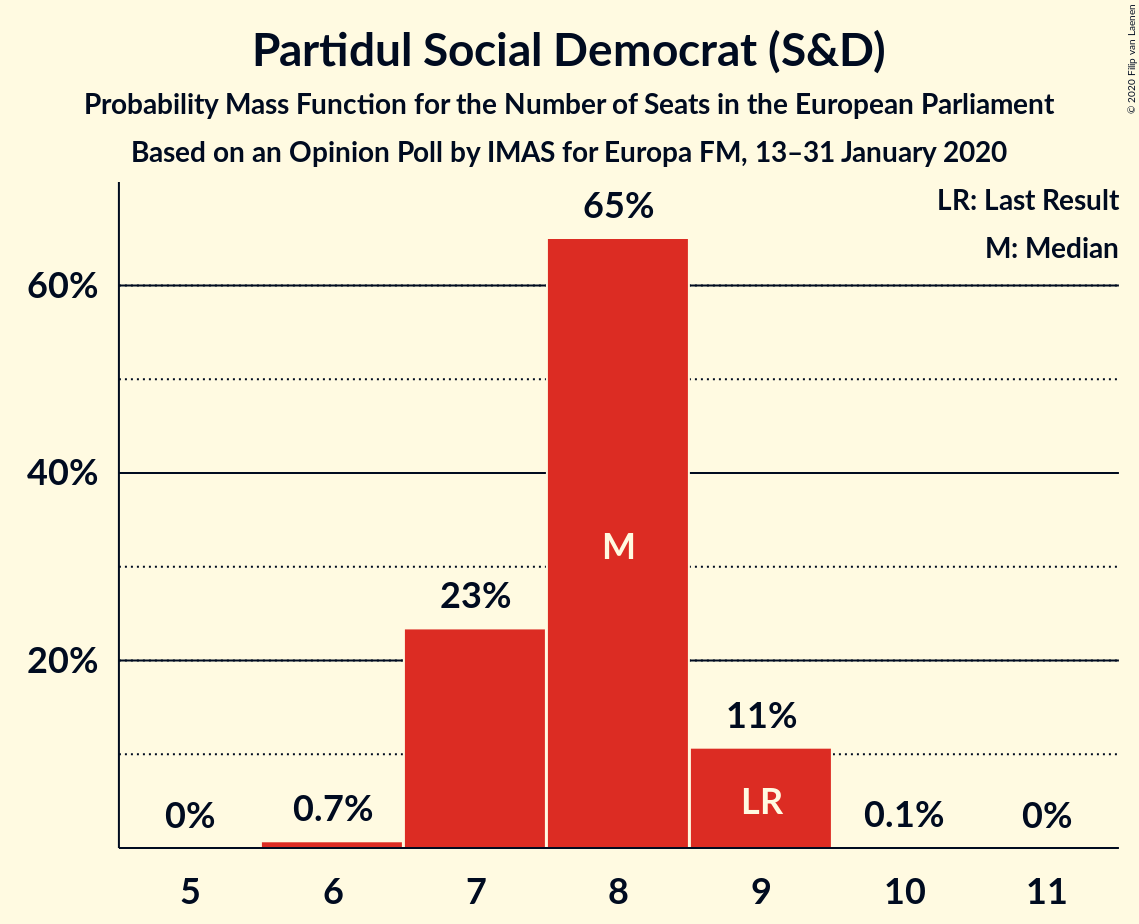 Partidul Social Democrat (S&D)
Probability Mass Function for the Number of Seats in the European Parliament
Based on an Opinion Poll by IMAS for Europa FM, 13–31 January 2020
© 2020 Filip van Laenen
LR: Last Result
M: Median
60%
40%
20%
0%
0.7%
23%
65%
11%
0.1%
0%
M
LR
5 6 7 8 9 10 11